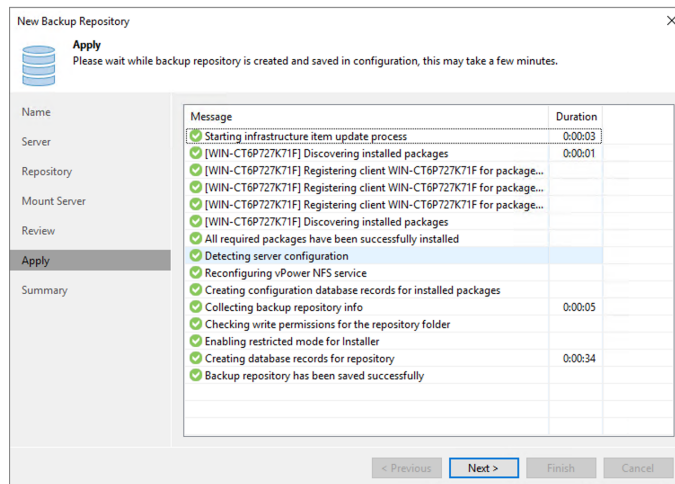 New Backup Repository
Apply
Please wait while backup repository is created and saved in configuration, this may take a few minutes.
Name
Server
Repository
Mount Server
Review
Apply
Summary
Message Duration
Starting infrastructure item update process 0:00:03
[WIN-CT6P727K71F] Discovering installed packages 0:00:01
[WIN-CT6P727K71F] Registering client WIN-CT6P727K71F for package...
[WIN-CT6P727K71F] Registering client WIN-CT6P727K71F for package...
[WIN-CT6P727K71F] Registering client WIN-CT6P727K71F for package...
[WIN-CT6P727K71F] Discovering installed packages
All required packages have been successfully installed
Detecting server configuration
Reconfiguring vPower NFS service
Creating configuration database records for installed packages
Collecting backup repository info 0:00:05
Checking write permissions for the repository folder
Enabling restricted mode for Installer
Creating database records for repository 0:00:34
Backup repository has been saved successfully
< Previous Next > Finish Cancel